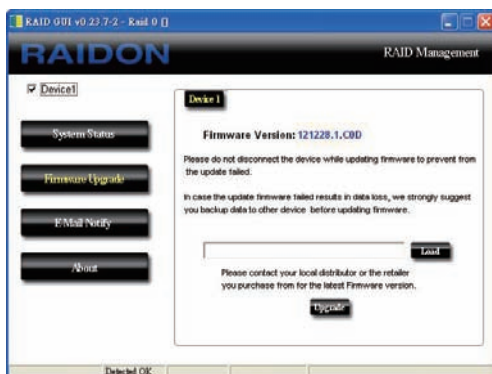 RAID GUI v0.23.7-2 - Raid 0 []
RAIDON
RAID Management
Device1
System Status
Firmware Upgrade
E Mail Notify
About
Device 1
Firmware Version: 121228.1.C0D
Please do not disconnect the device while updating firmware to prevent from
the update failed.
In case the update firmware failed results in data loss, we strongly suggest
you backup data to other device before updating firmware.
Load
Please contact your local distributor or the retailer
you purchase from for the latest Firmware version.
Upgrade
Detected OK